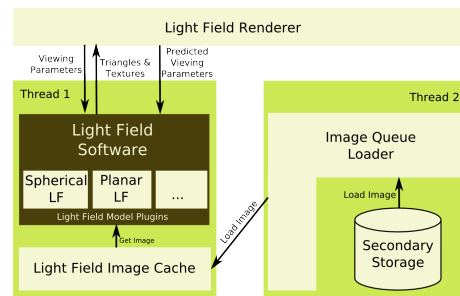 Light Field Renderer
Viewing
Parameters
Triangles &
Textures
Predicted
Vieving
Parameters
Thread 1
Thread 2
Light Field
Software
Spherical
LF
Planar
LF
...
Light Field Model Plugins
Get Image
Light Field Image Cache
Load Image
Image Queue
Loader
Load Image
Secondary
Storage